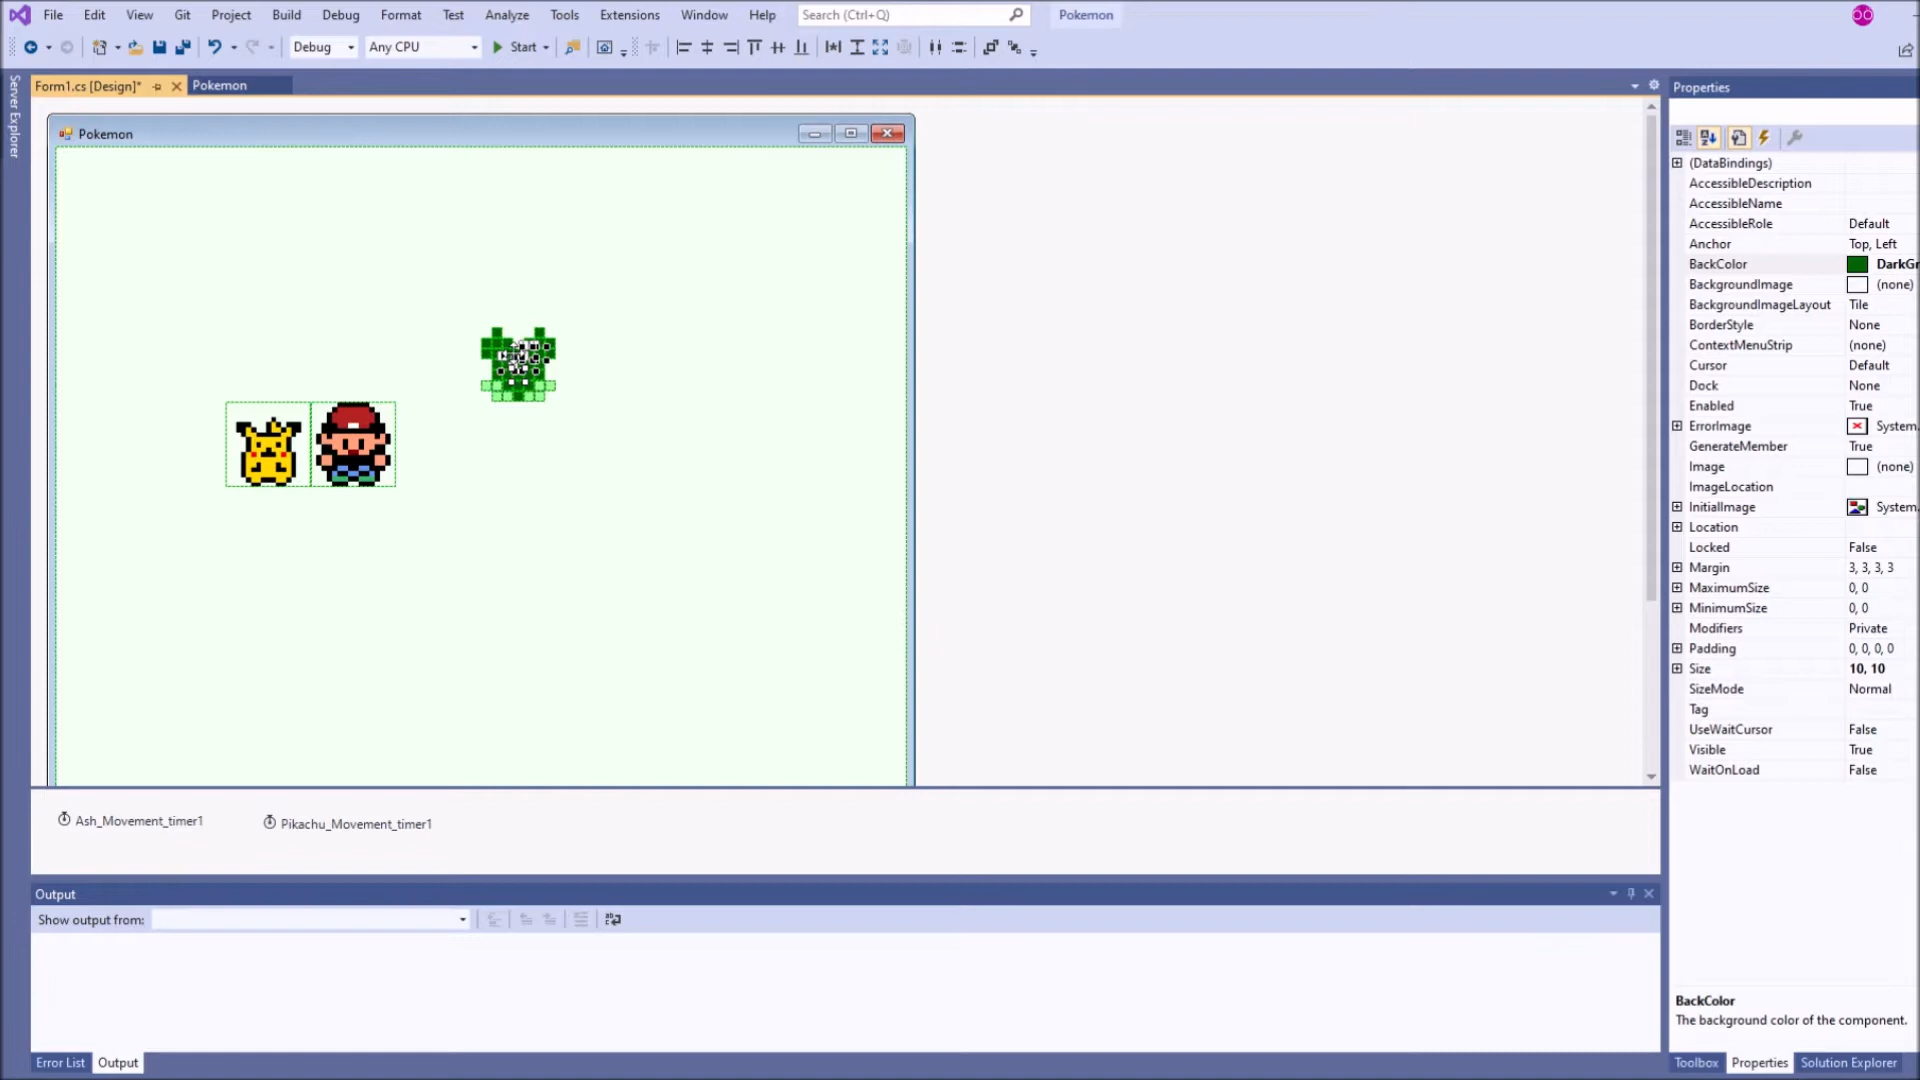 File Edit View Git Project Build Debug Format Test Analyze Tools Extensions Window Help Search (Ctrl+Q) Pokemon
Debug Any CPU Start
Server Explorer
Form1.cs [Design]* Pokemon
Pokemon
Ash_Movement_timer1 Pikachu_Movement_timer1
Output
Show output from:
Error List Output
Properties
(DataBindings)
AccessibleDescription
AccessibleName
AccessibleRole Default
Anchor Top, Left
BackColor DarkGr
BackgroundImage (none)
BackgroundImageLayout Tile
BorderStyle None
ContextMenuStrip (none)
Cursor Default
Dock None
Enabled True
ErrorImage System.
GenerateMember True
Image (none)
ImageLocation
InitialImage System.
Location
Locked False
Margin 3, 3, 3, 3
MaximumSize 0, 0
MinimumSize 0, 0
Modifiers Private
Padding 0, 0, 0, 0
Size 10, 10
SizeMode Normal
Tag
UseWaitCursor False
Visible True
WaitOnLoad False
BackColor
The background color of the component.
Toolbox Properties Solution Explorer